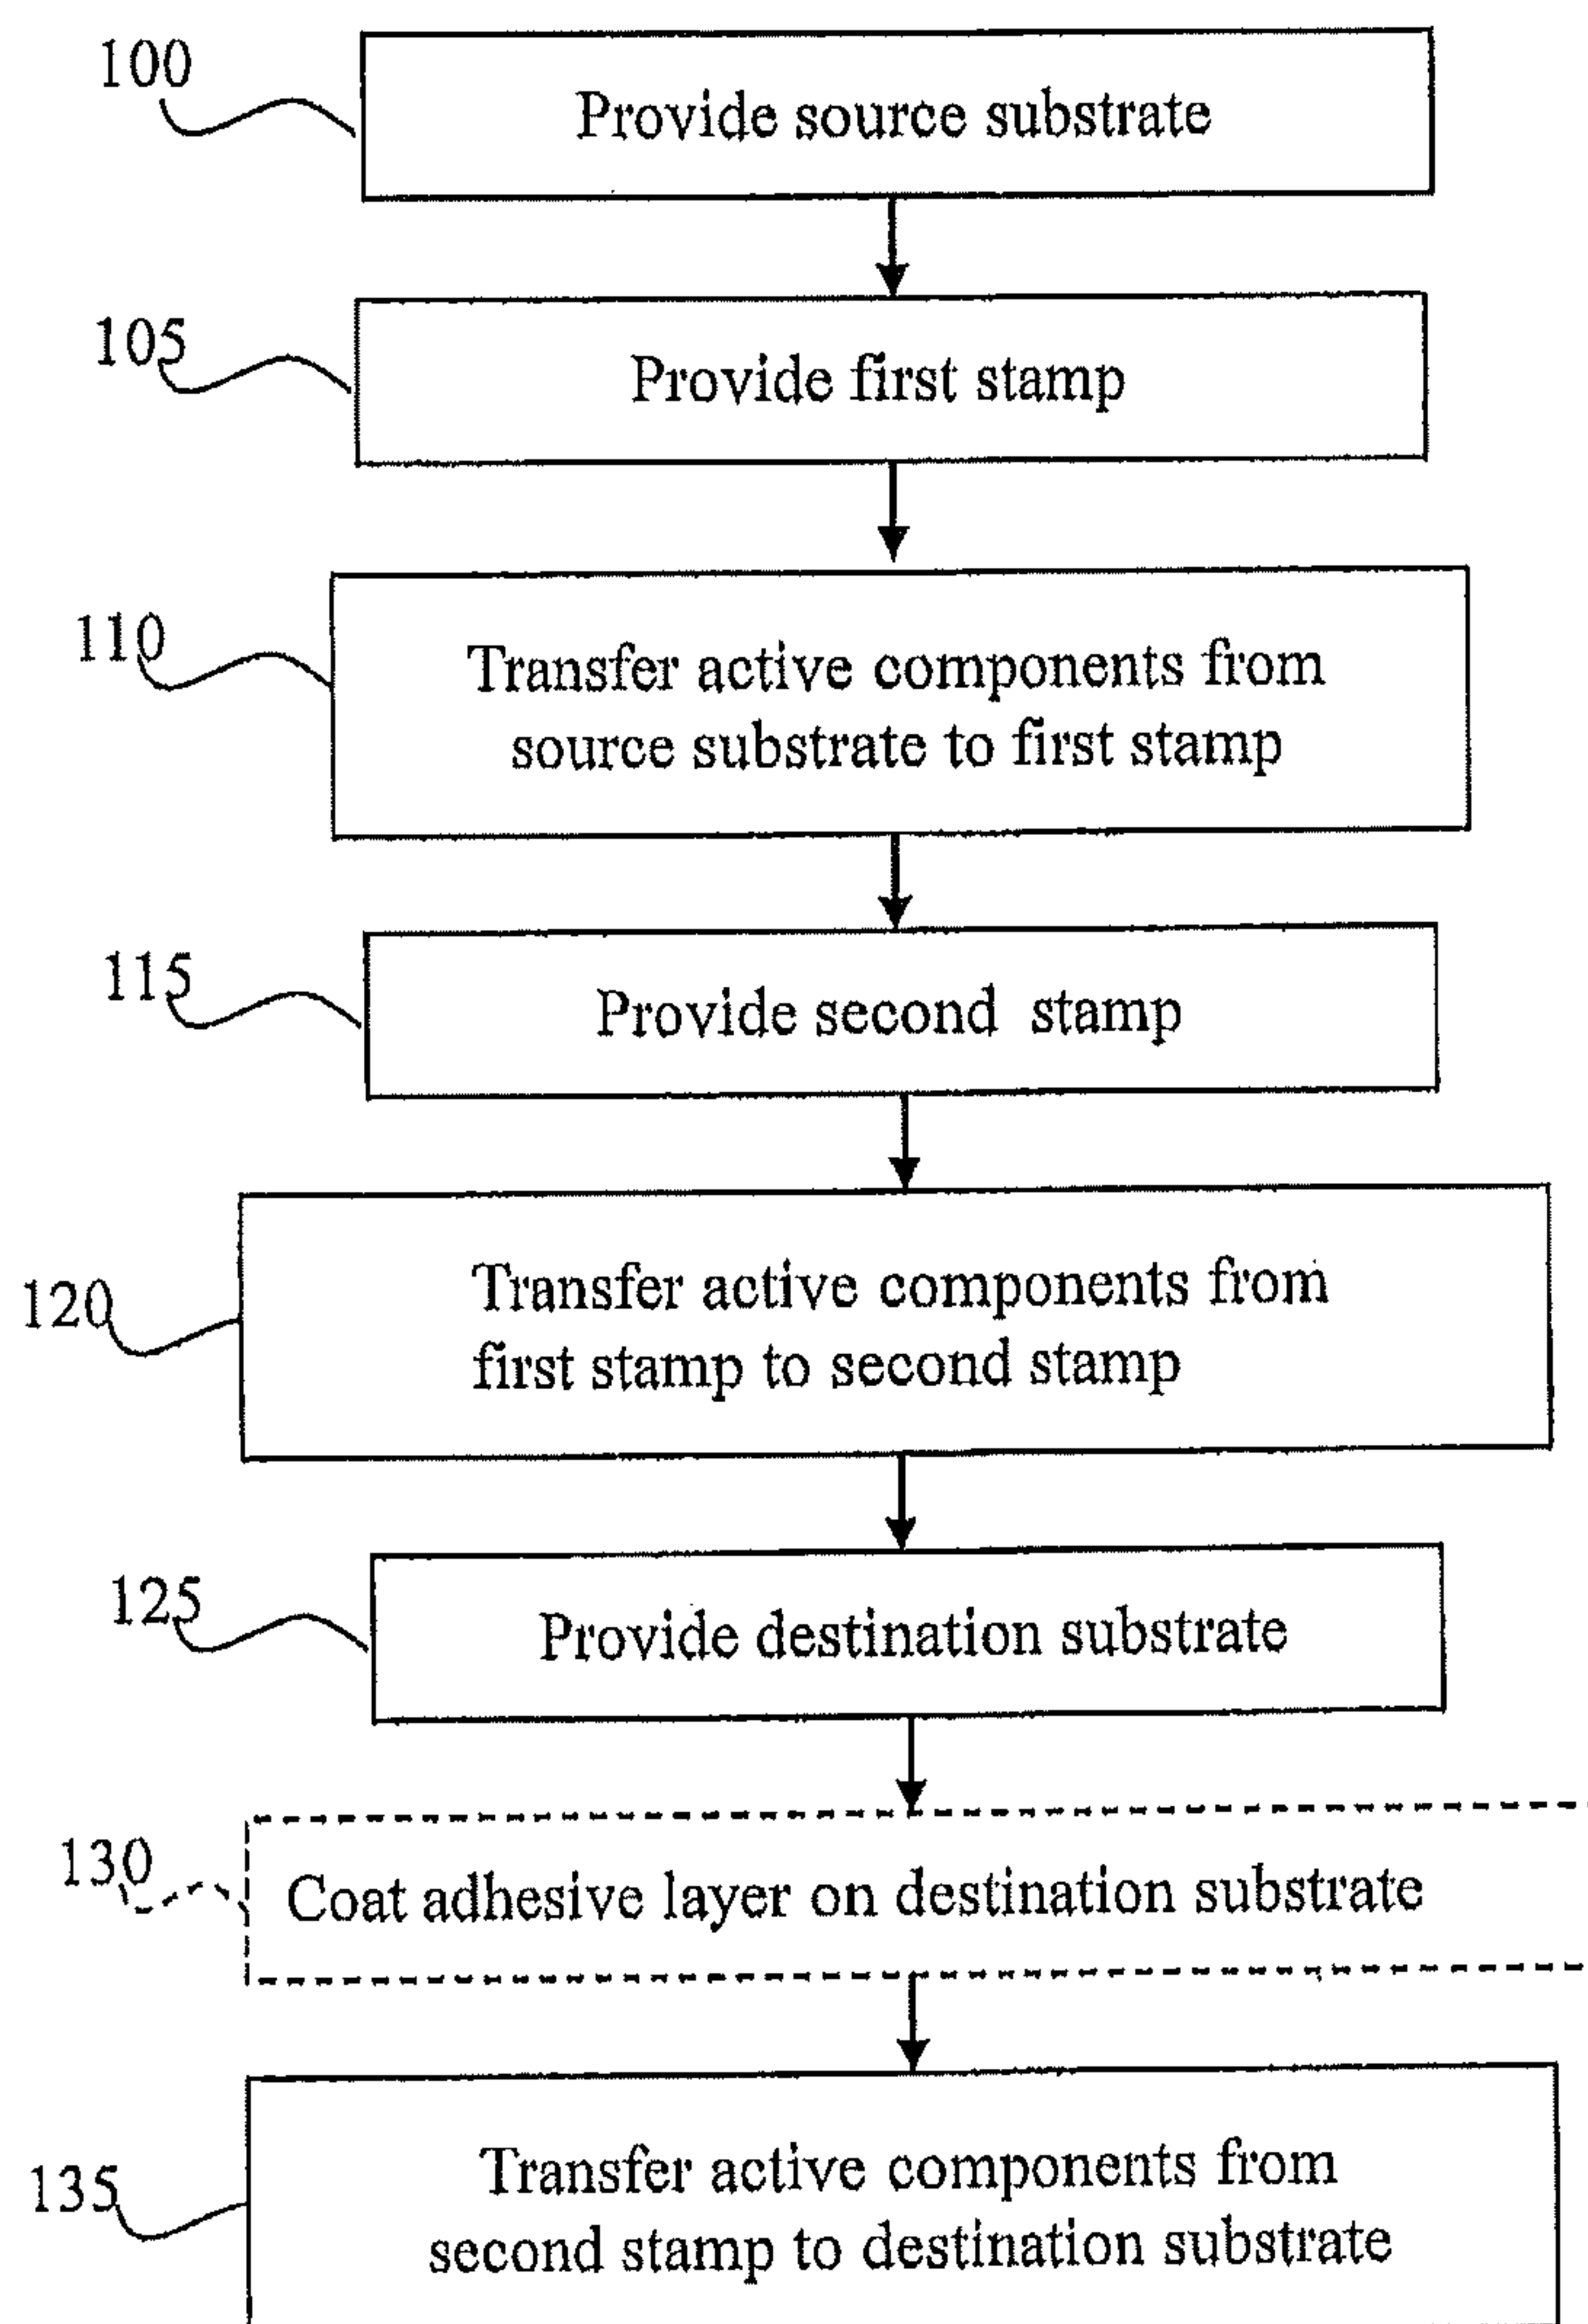 100
Provide source substrate
105
Provide first stamp
110
Transfer active components from
source substrate to first stamp
115
Provide second stamp
120
Transfer active components from
first stamp to second stamp
125
Provide destination substrate
130
Coat adhesive layer on destination substrate
135
Transfer active components from
second stamp to destination substrate